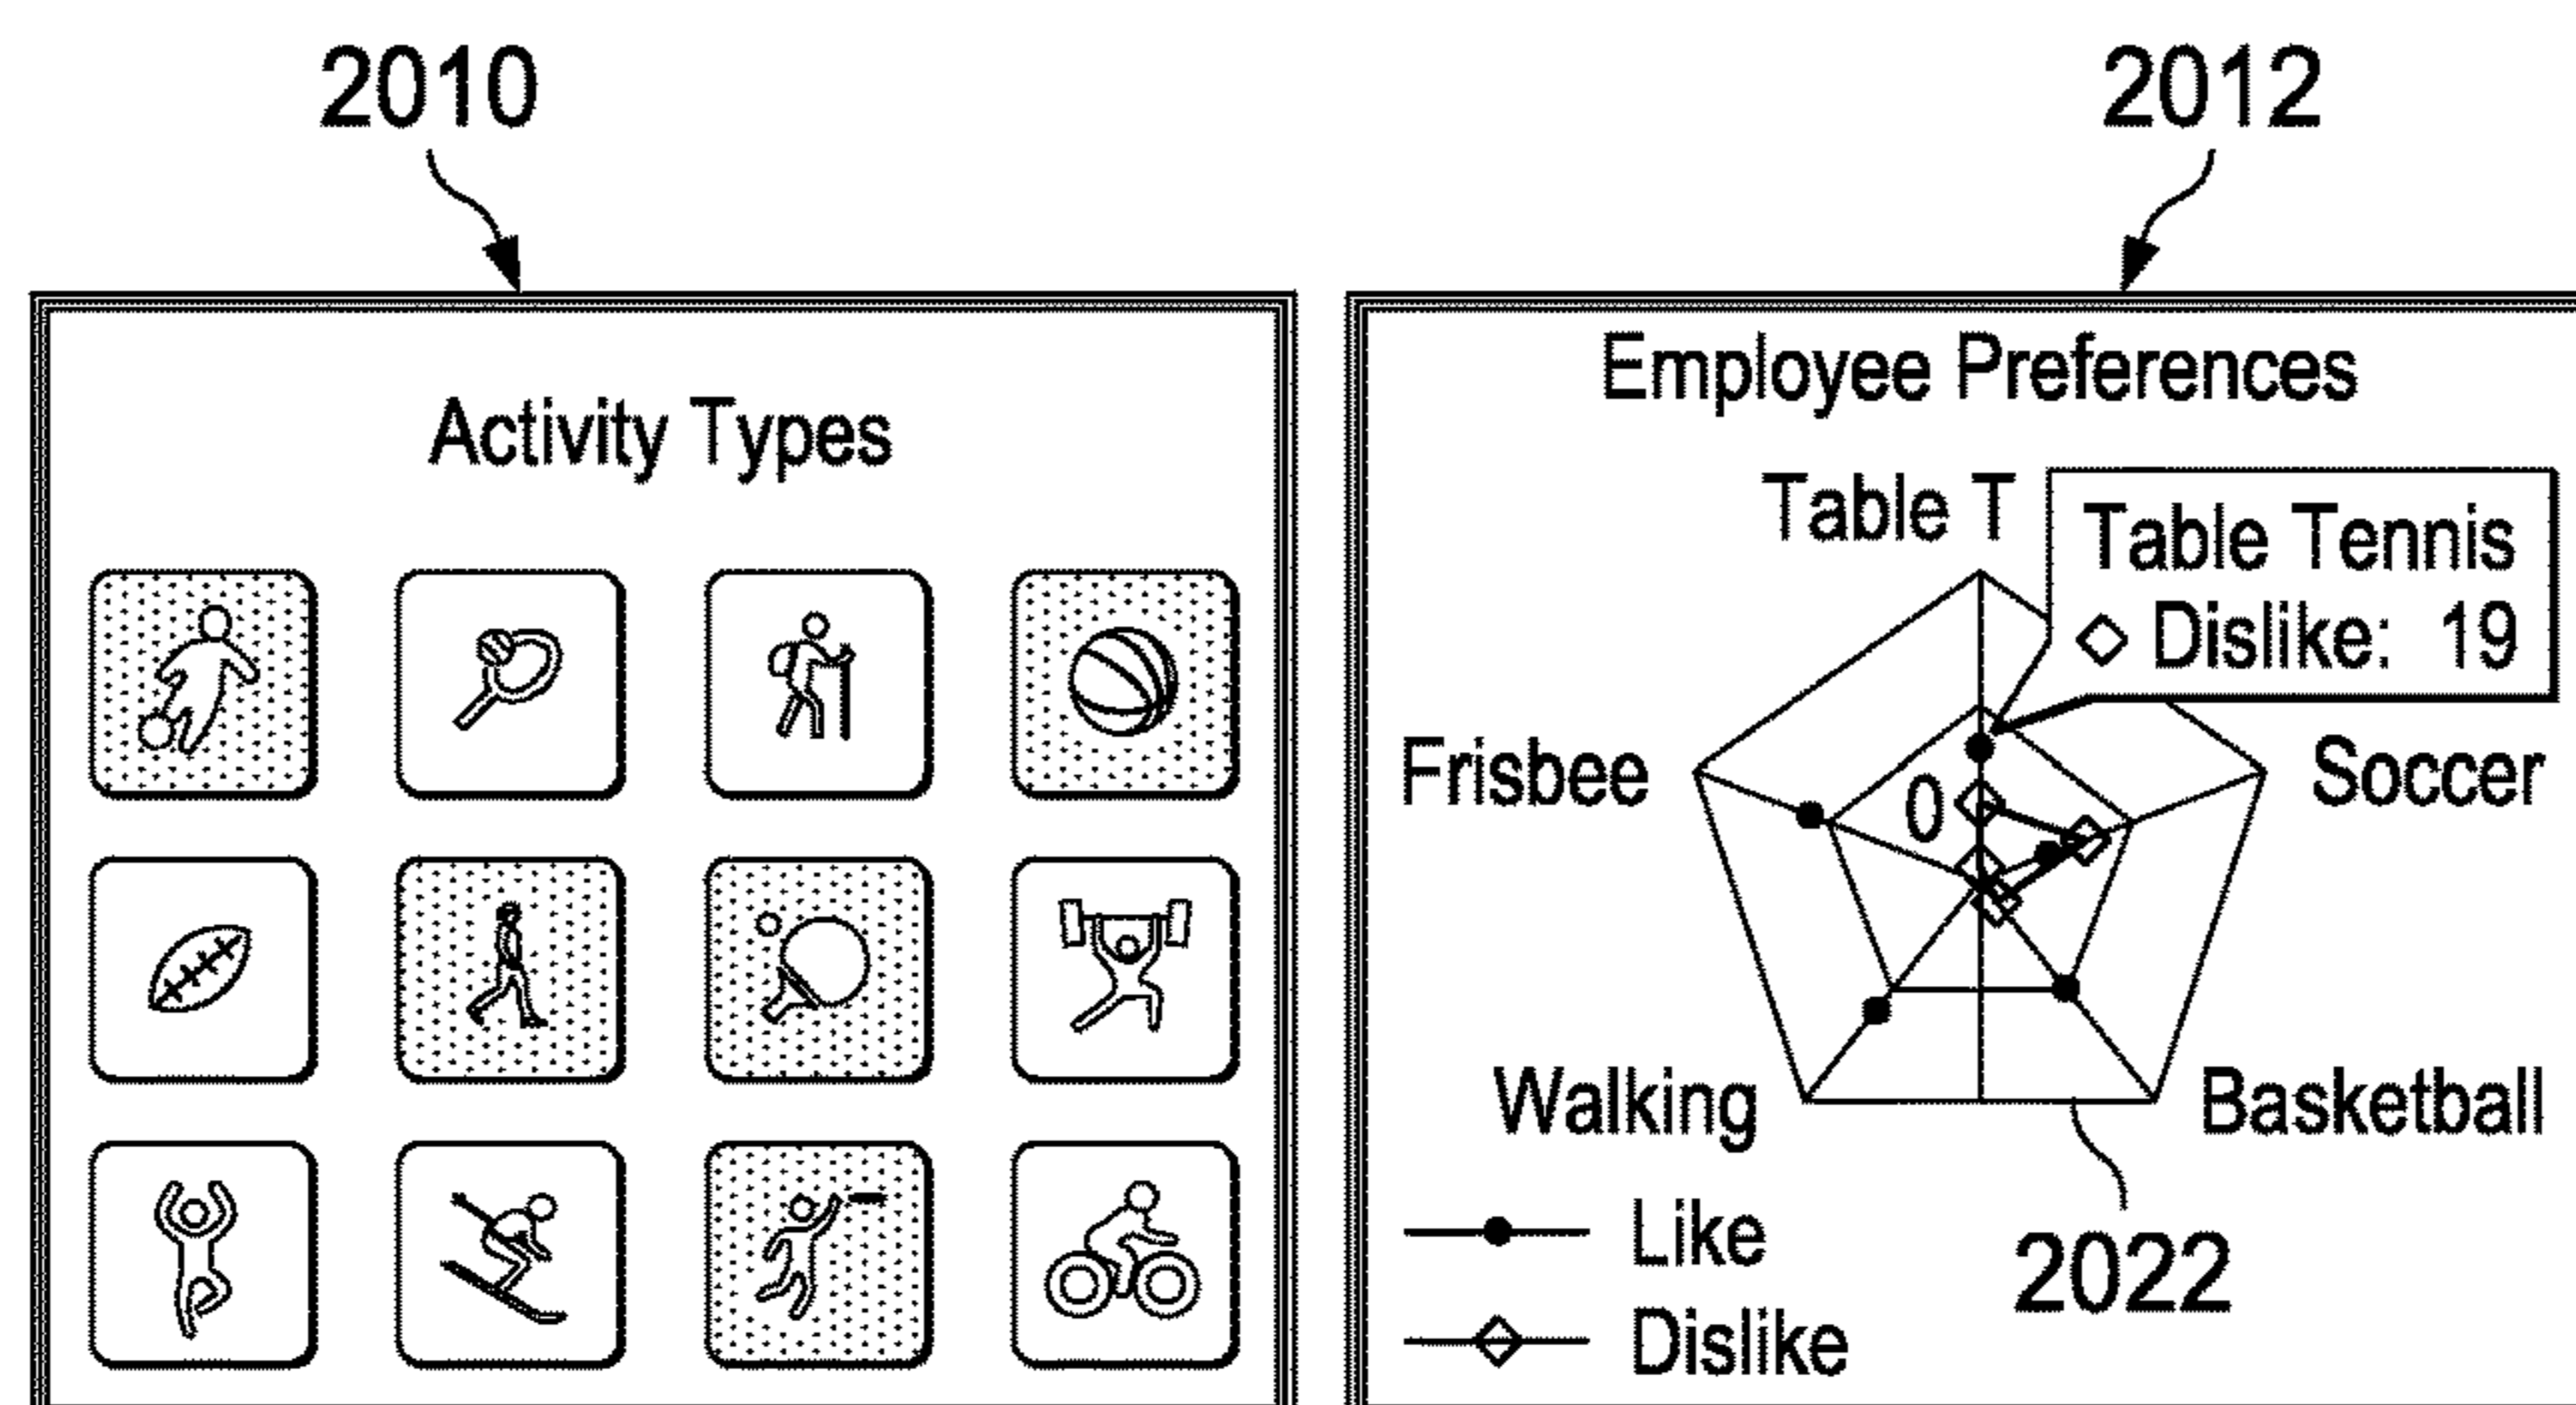 2010
2012
Activity Types
Employee Preferences
Table T
Table Tennis
Dislike: 19
Frisbee
0
Soccer
Walking
Basketball
Like
Dislike
2022